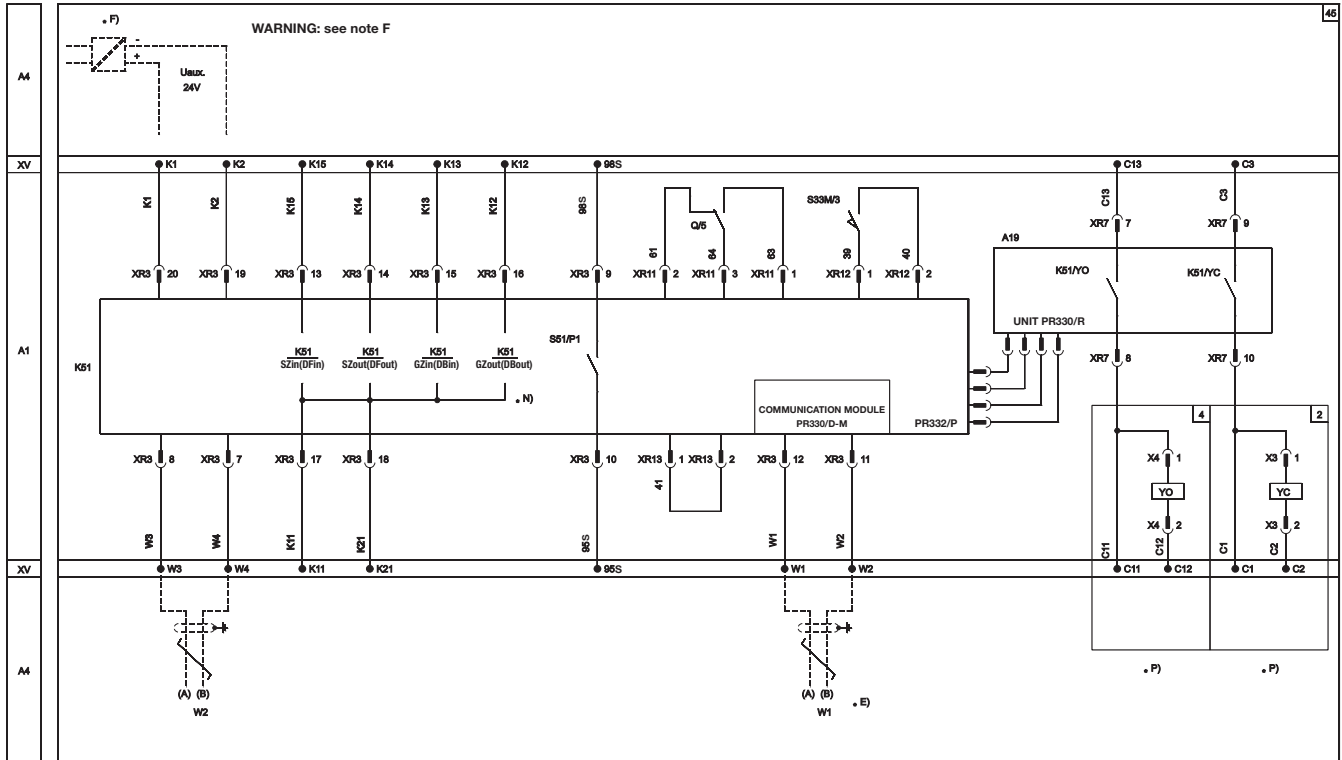 . F)
WARNING: see note F
45
-
+
Uaux.
24V
A4
XV
K1 K2 K15 K14 K13 K12 98S C13 C3
K1 K2 K15 K14 K13 K12 98S C13 C3
S33M/3
Q/5
61 64 63 39 40
XR7 7 XR7 9
A19
XR3 20 XR3 19 XR3 13 XR3 14 XR3 15 XR3 16 XR3 9 XR11 2 XR11 3 XR11 1 XR12 1 XR12 2
K51/YO K51/YC
UNIT PR330/R
A1
K51
S51/P1
K51 K51 K51 K51
SZin(DFin) SZout(DFout) GZin(DBin) GZout(DBout)
XR7 8 XR7 10
. N)
COMMUNICATION MODULE
PR330/D-M
PR332/P
4 2
XR3 8 XR3 7 XR3 17 XR3 18 XR3 10 XR13 1 XR13 2 XR3 12 XR3 11
X4 1 X3 1
41
YO YC
X4 2 X3 2
W3 W4 K11 K21 95S W1 W2 C11 C12 C1 C2
XV
W3 W4 K11 K21 95S W1 W2 C11 C12 C1 C2
A4
. P) . P)
(A) (B) (A) (B)
. E)
W2 W1